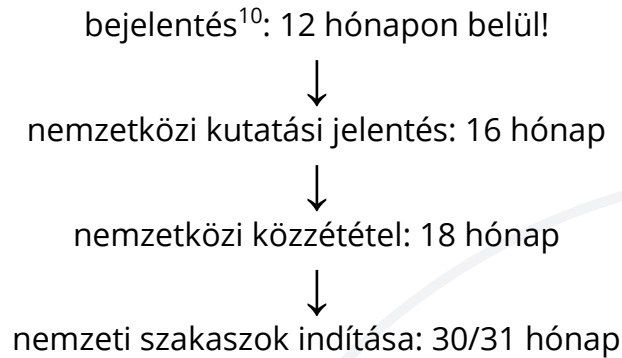 bejelentés¹⁰: 12 hónapon belül!
nemzetközi kutatási jelentés: 16 hónap
nemzetközi közzététel: 18 hónap
nemzeti szakaszok indítása: 30/31 hónap